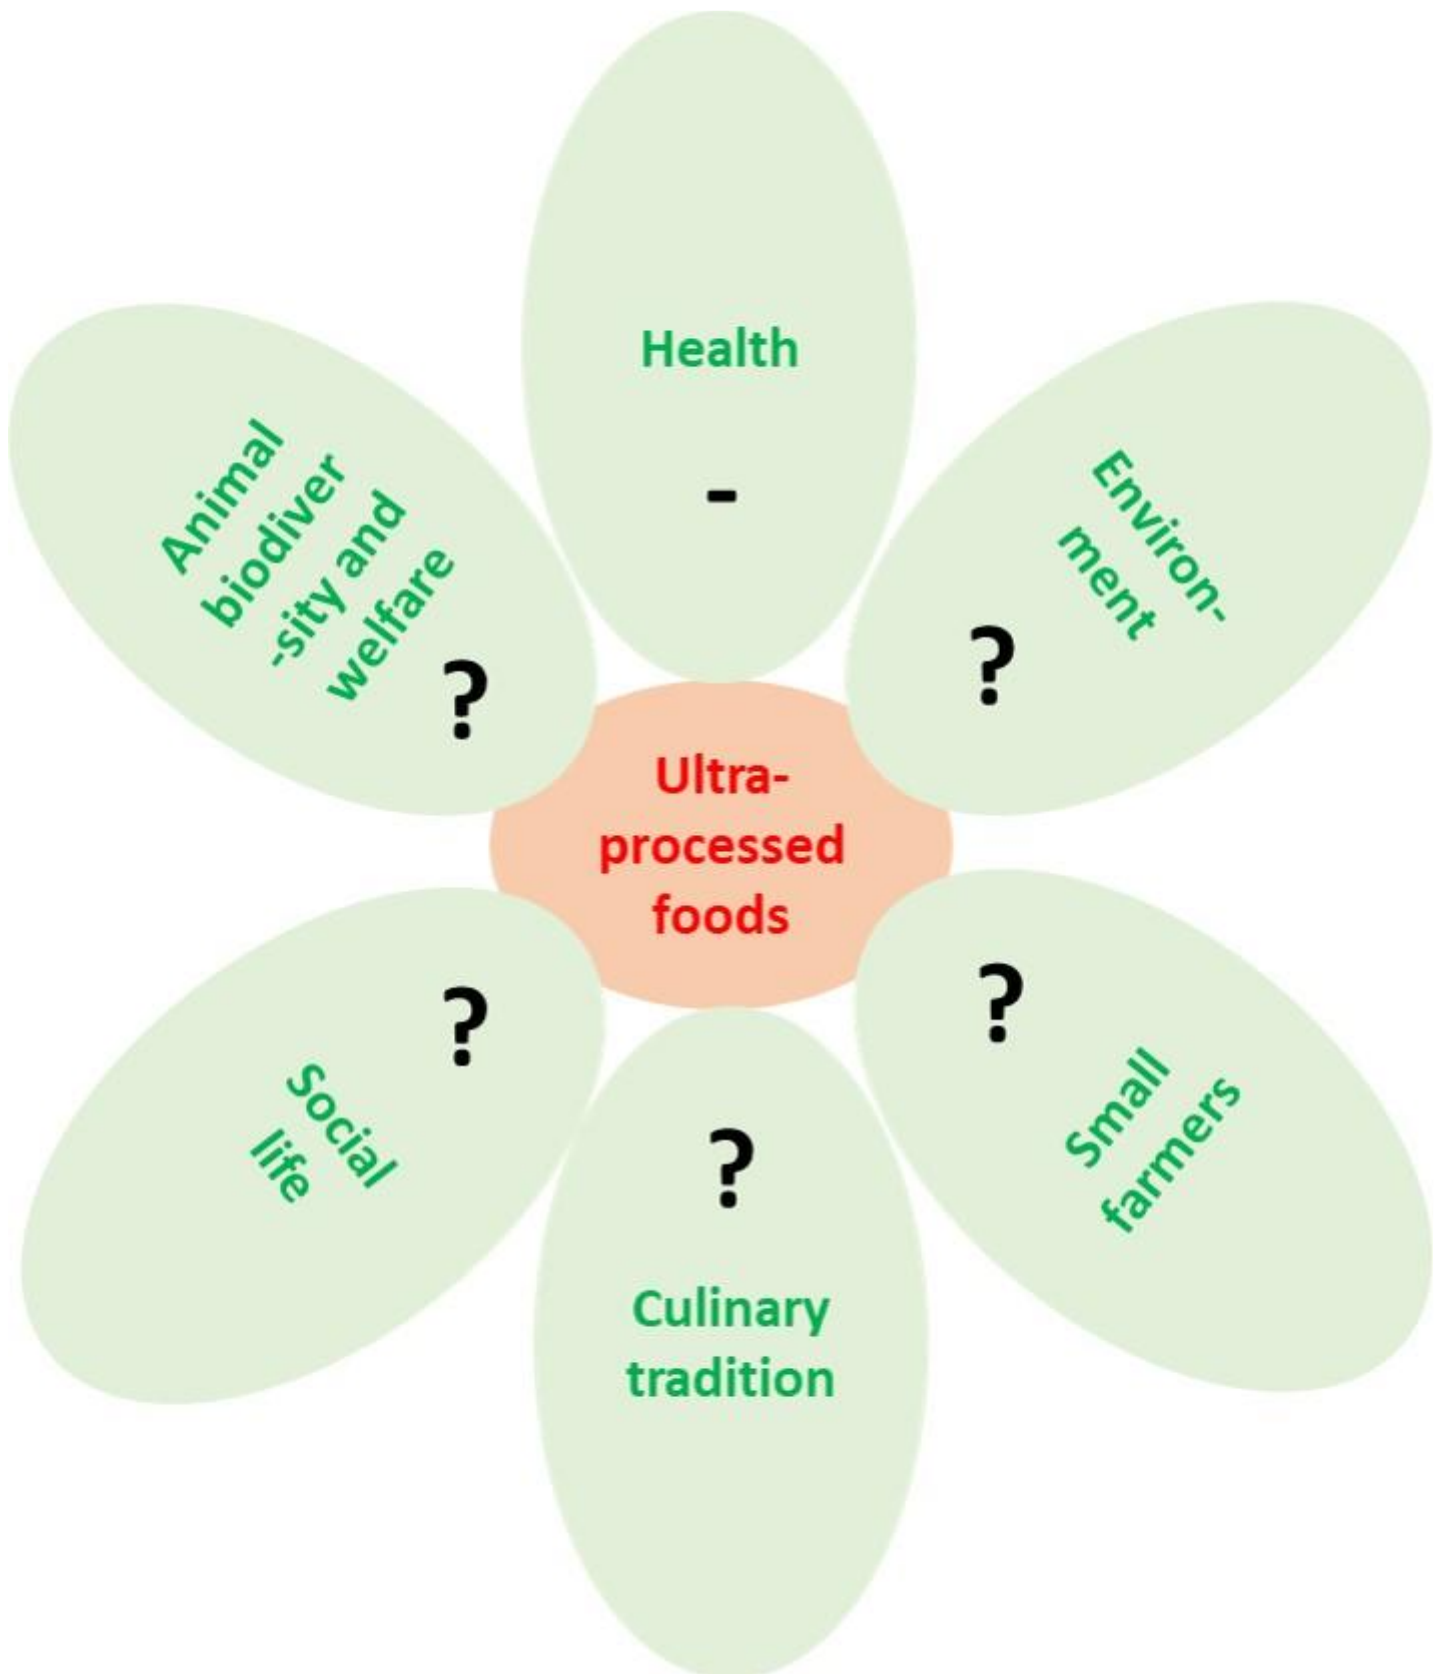 Health
-
Environ-
ment
?
Animal
biodiver
-sity and
welfare
?
Ultra-
processed
foods
?
Small
farmers
?
Social
life
?
Culinary
tradition